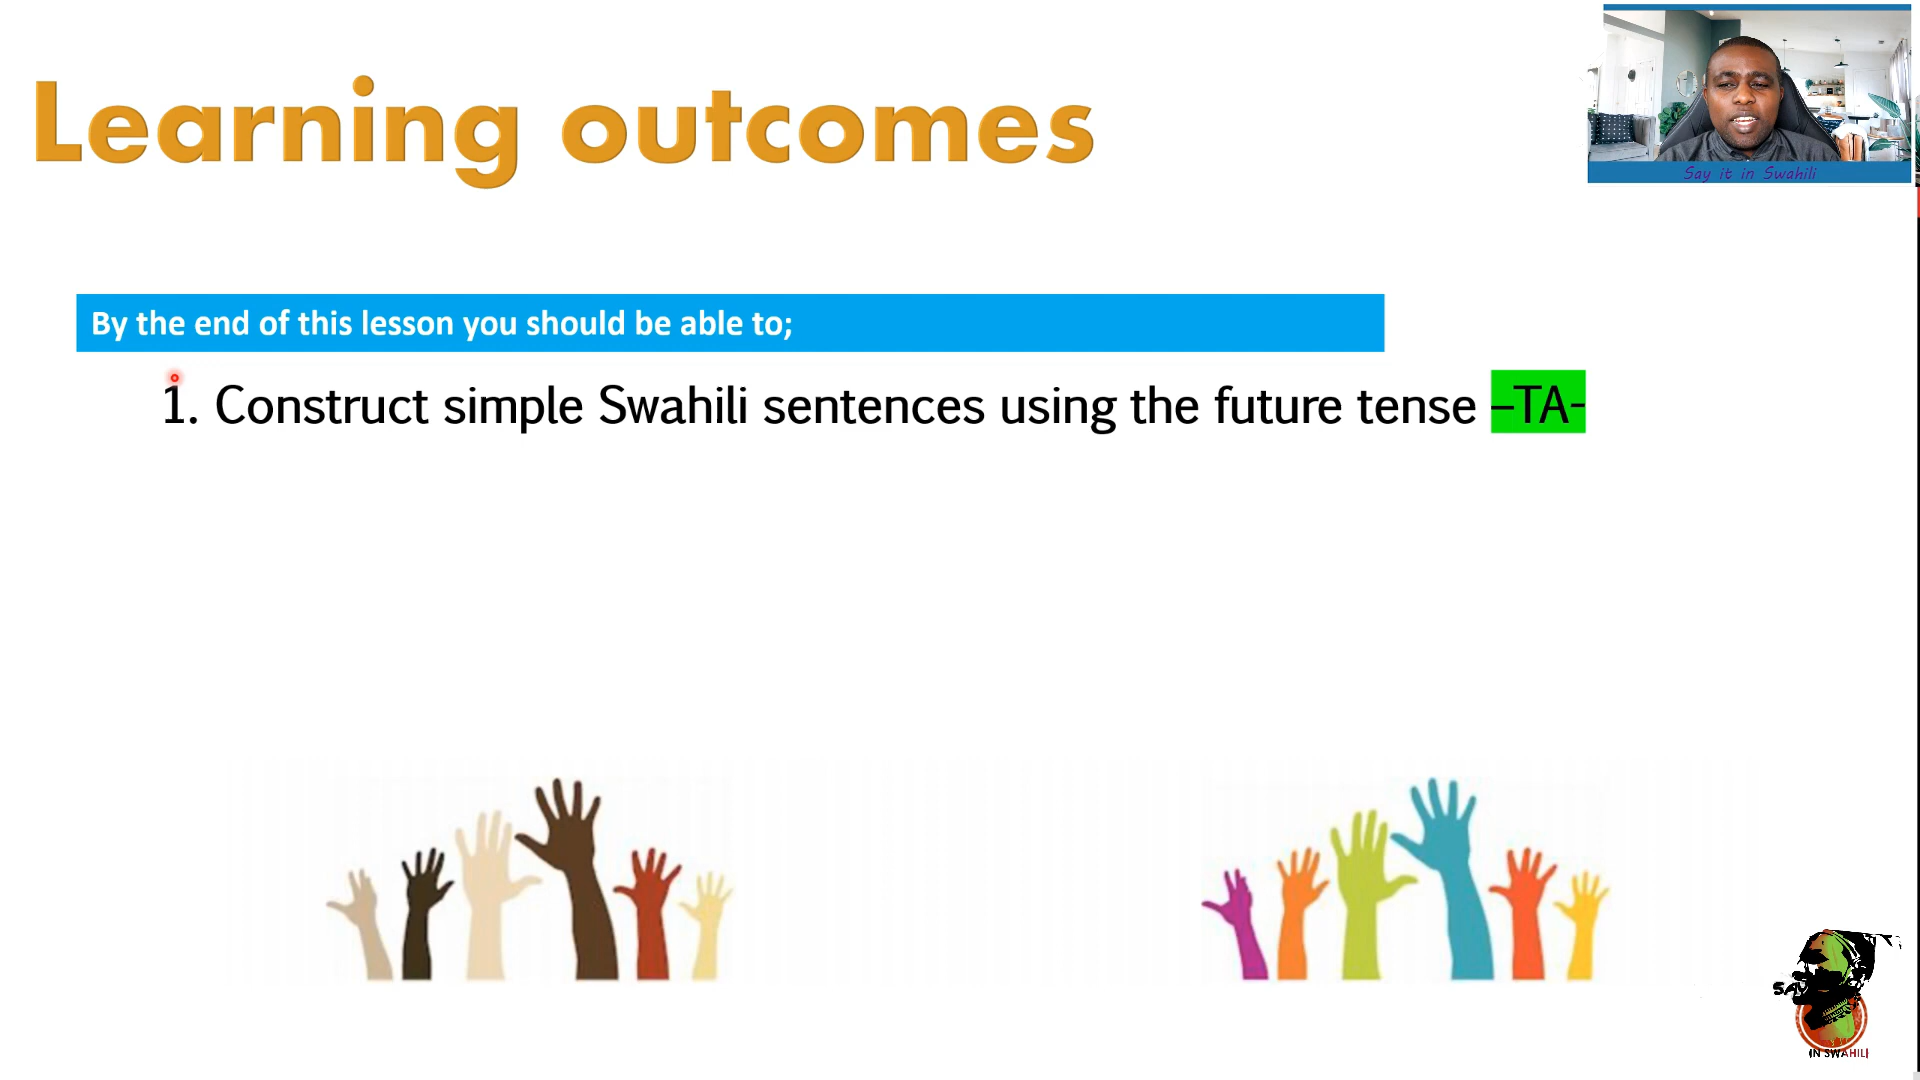 Learning outcomes
Say it in Swahili
By the end of this lesson you should be able to;
1. Construct simple Swahili sentences using the future tense –TA-
SAY
IN SWAHILI